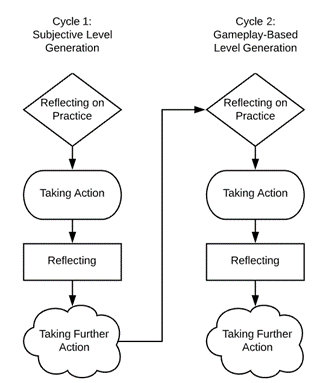 Cycle 1:
Subjective Level
Generation
Reflecting on
Practice
Taking Action
Reflecting
Taking Further
Action
Cycle 2:
Gameplay-Based
Level Generation
Reflecting on
Practice
Taking Action
Reflecting
Taking Further
Action